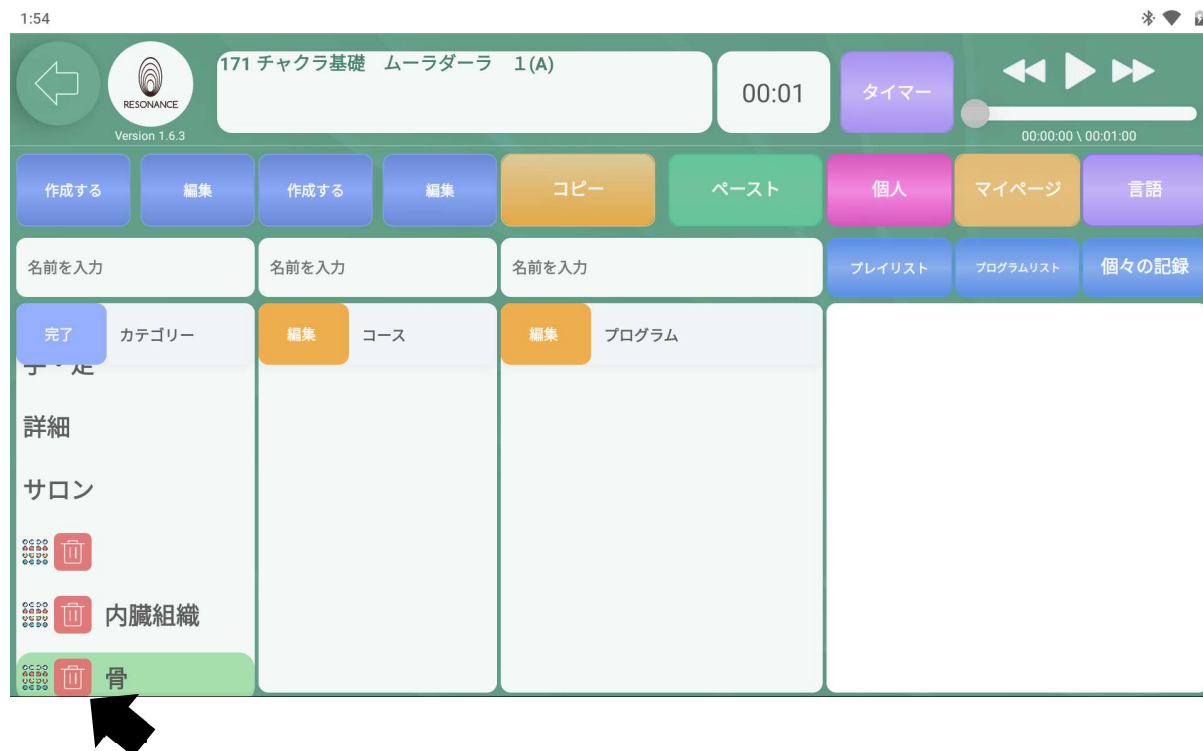 1:54
171 チャクラ基礎　ムーラダーラ　１(A)
RESONANCE
Version 1.6.3
00:01
タイマー
00:00:00 \ 00:01:00
作成する 編集 作成する 編集 コピー ペースト 個人 マイページ 言語
名前を入力 名前を入力 名前を入力 プレイリスト プログラムリスト 個々の記録
完了 カテゴリー 編集 コース 編集 プログラム
手・足
詳細
サロン
内臓組織
骨